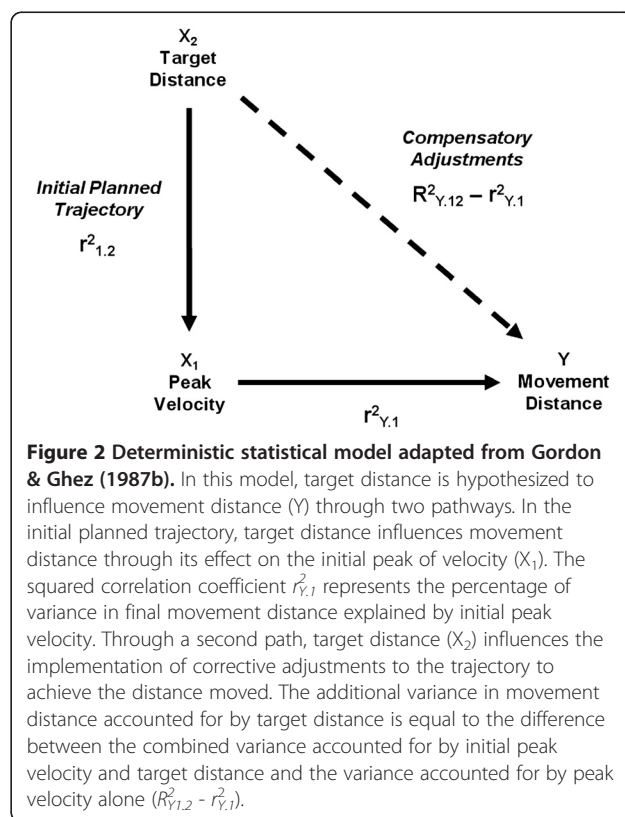 X₂
Target
Distance
Compensatory
Adjustments
R²Y.12 – r²Y.1
Initial Planned
Trajectory
r²1.2
X₁
Peak
Velocity
r²Y.1
Y
Movement
Distance
Figure 2 Deterministic statistical model adapted from Gordon
& Ghez (1987b). In this model, target distance is hypothesized to
influence movement distance (Y) through two pathways. In the
initial planned trajectory, target distance influences movement
distance through its effect on the initial peak of velocity (X₁). The
squared correlation coefficient r²Y.1 represents the percentage of
variance in final movement distance explained by initial peak
velocity. Through a second path, target distance (X₂) influences the
implementation of corrective adjustments to the trajectory to
achieve the distance moved. The additional variance in movement
distance accounted for by target distance is equal to the difference
between the combined variance accounted for by initial peak
velocity and target distance and the variance accounted for by peak
velocity alone (R²Y1.2 - r²Y.1).